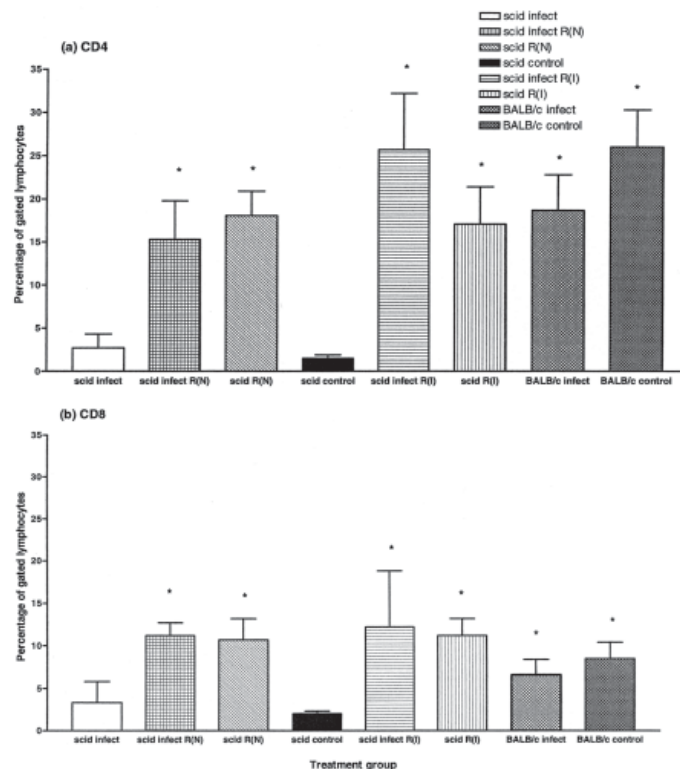 scid infect
scid infect R(N)
scid R(N)
scid control
scid infect R(I)
scid R(I)
BALB/c infect
BALB/c control
(a) CD4
Percentage of gated lymphocytes
35
30
25
20
15
10
5
0
*
*
*
*
*
*
scid infect scid infect R(N) scid R(N) scid control scid infect R(I) scid R(I) BALB/c infect BALB/c control
(b) CD8
Percentage of gated lymphocytes
35
30
25
20
15
10
5
0
*
*
*
*
*
*
scid infect scid infect R(N) scid R(N) scid control scid infect R(I) scid R(I) BALB/c infect BALB/c control
Treatment group